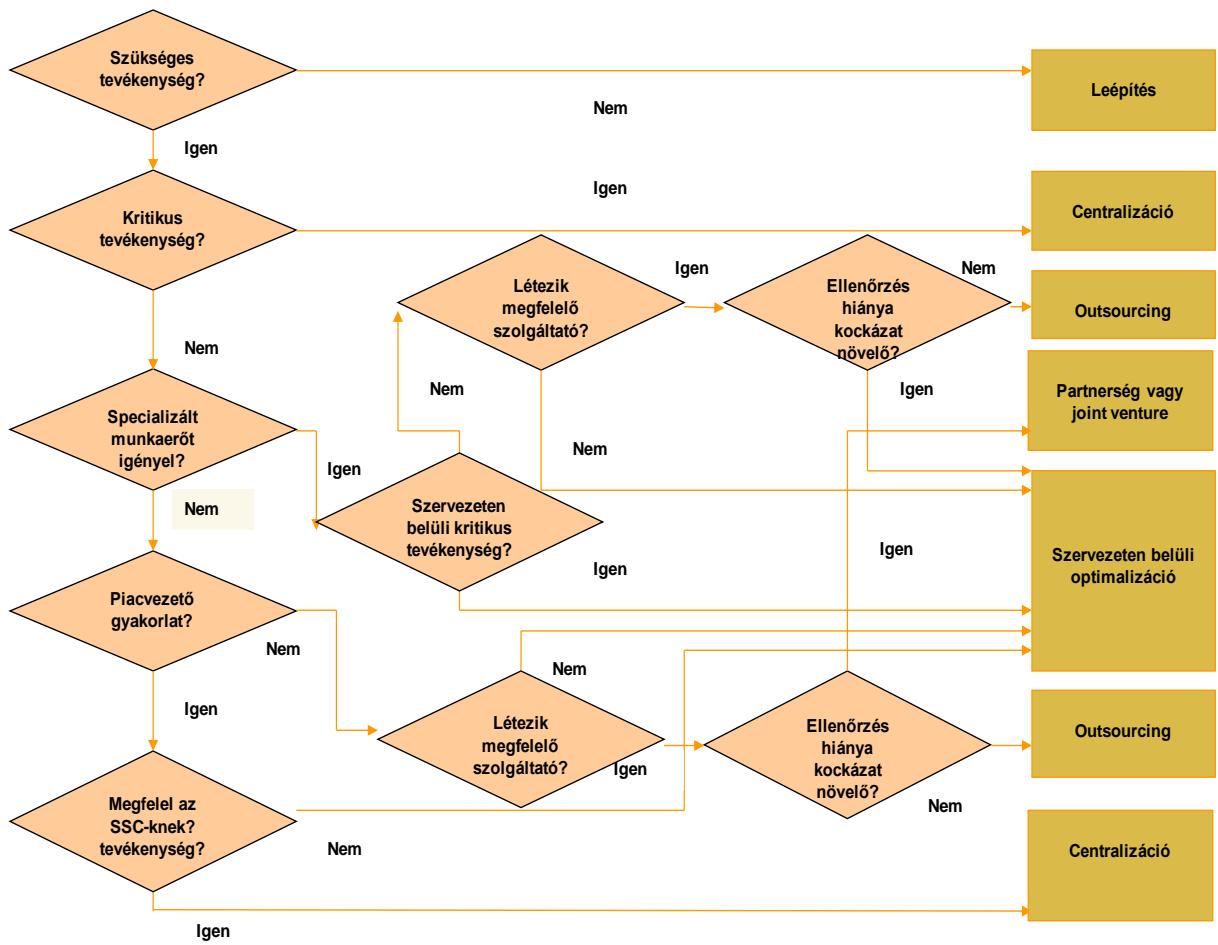 Szükséges
tevékenység?
Nem
Leépítés
Igen
Igen
Kritikus
tevékenység?
Centralizáció
Létezik
megfelelő
szolgáltató?
Igen
Ellenőrzés
hiánya
kockázat
növelő?
Nem
Outsourcing
Nem
Nem
Igen
Partnerség vagy
joint venture
Specializált
munkaerőt
igényel?
Igen
Nem
Nem
Szervezeten
belüli kritikus
tevékenység?
Igen
Igen
Szervezeten belüli
optimalizáció
Piacvezető
gyakorlat?
Nem
Nem
Igen
Létezik
megfelelő
szolgáltató?
Igen
Ellenőrzés
hiánya
kockázat
növelő?
Nem
Outsourcing
Megfelel az
SSC-knek?
tevékenység?
Nem
Centralizáció
Igen